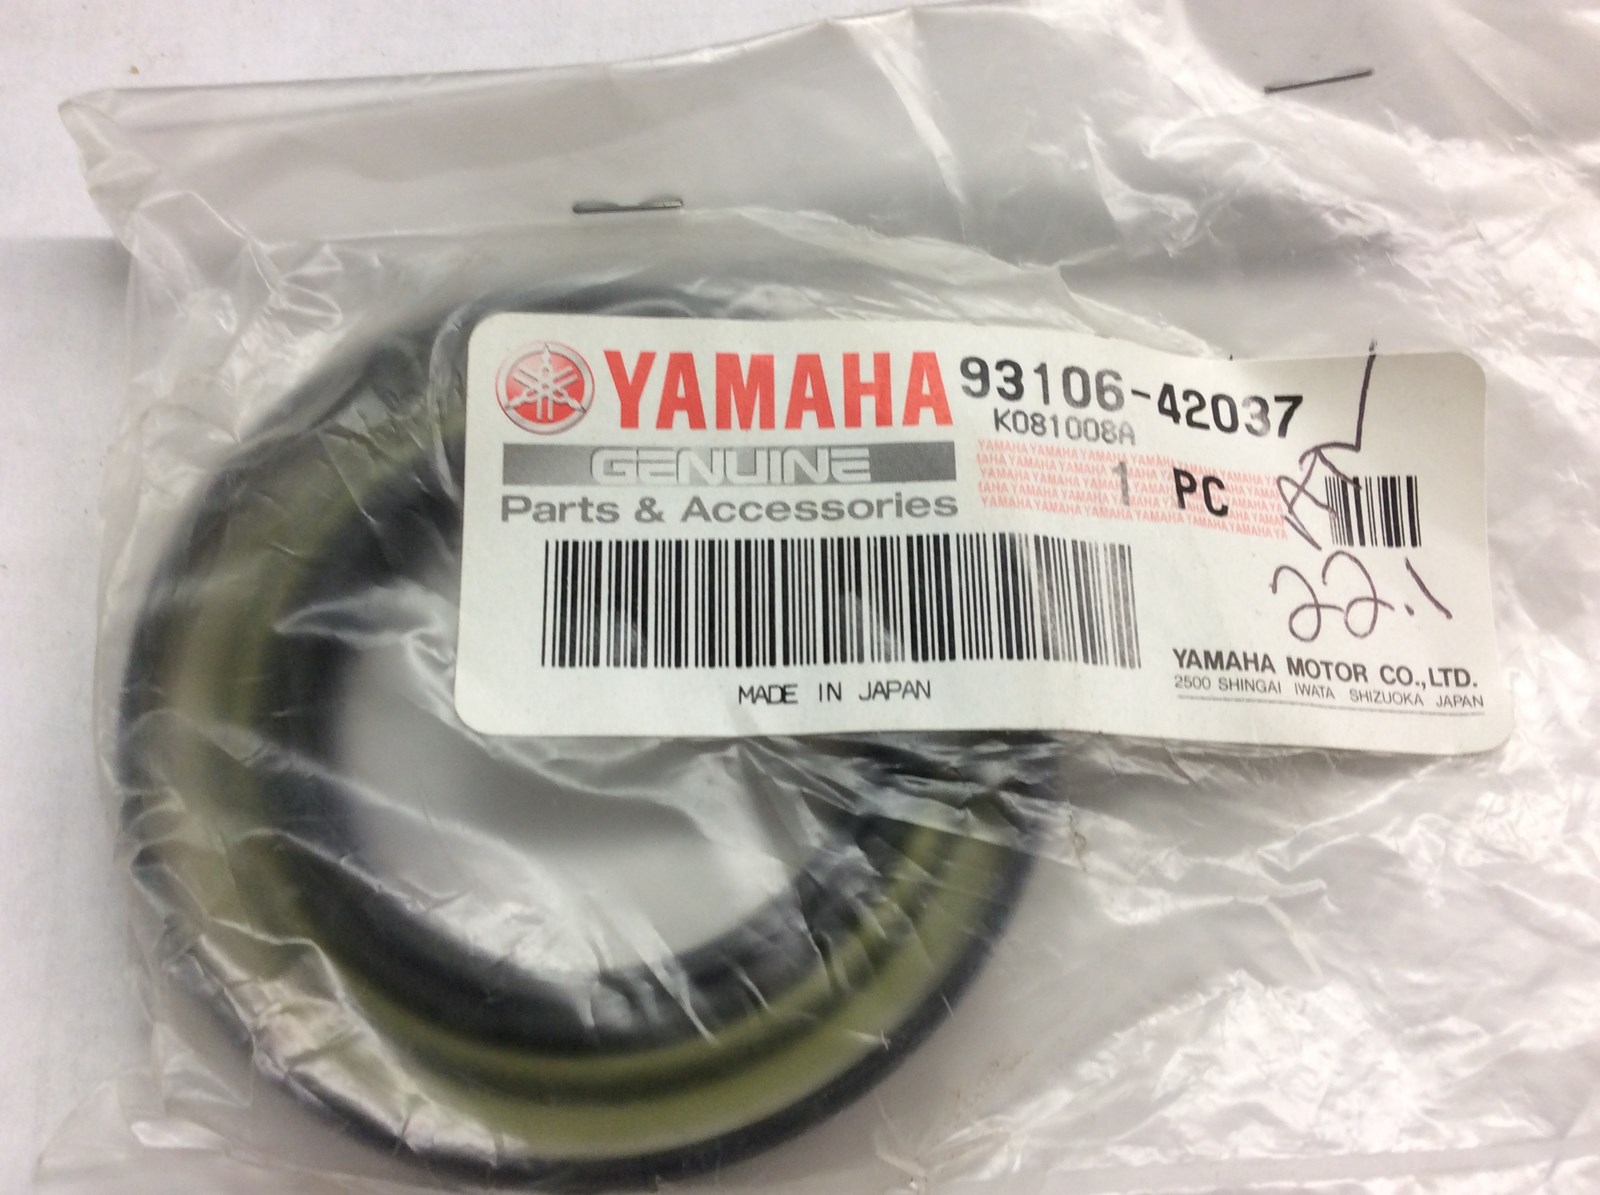 YAMAHA 93106-42037
K081008A
GENUINE
1 PC
Parts & Accessories
22.1
MADE IN JAPAN
YAMAHA MOTOR CO.,LTD.
2500 SHINGAI IWATA SHIZUOKA JAPAN